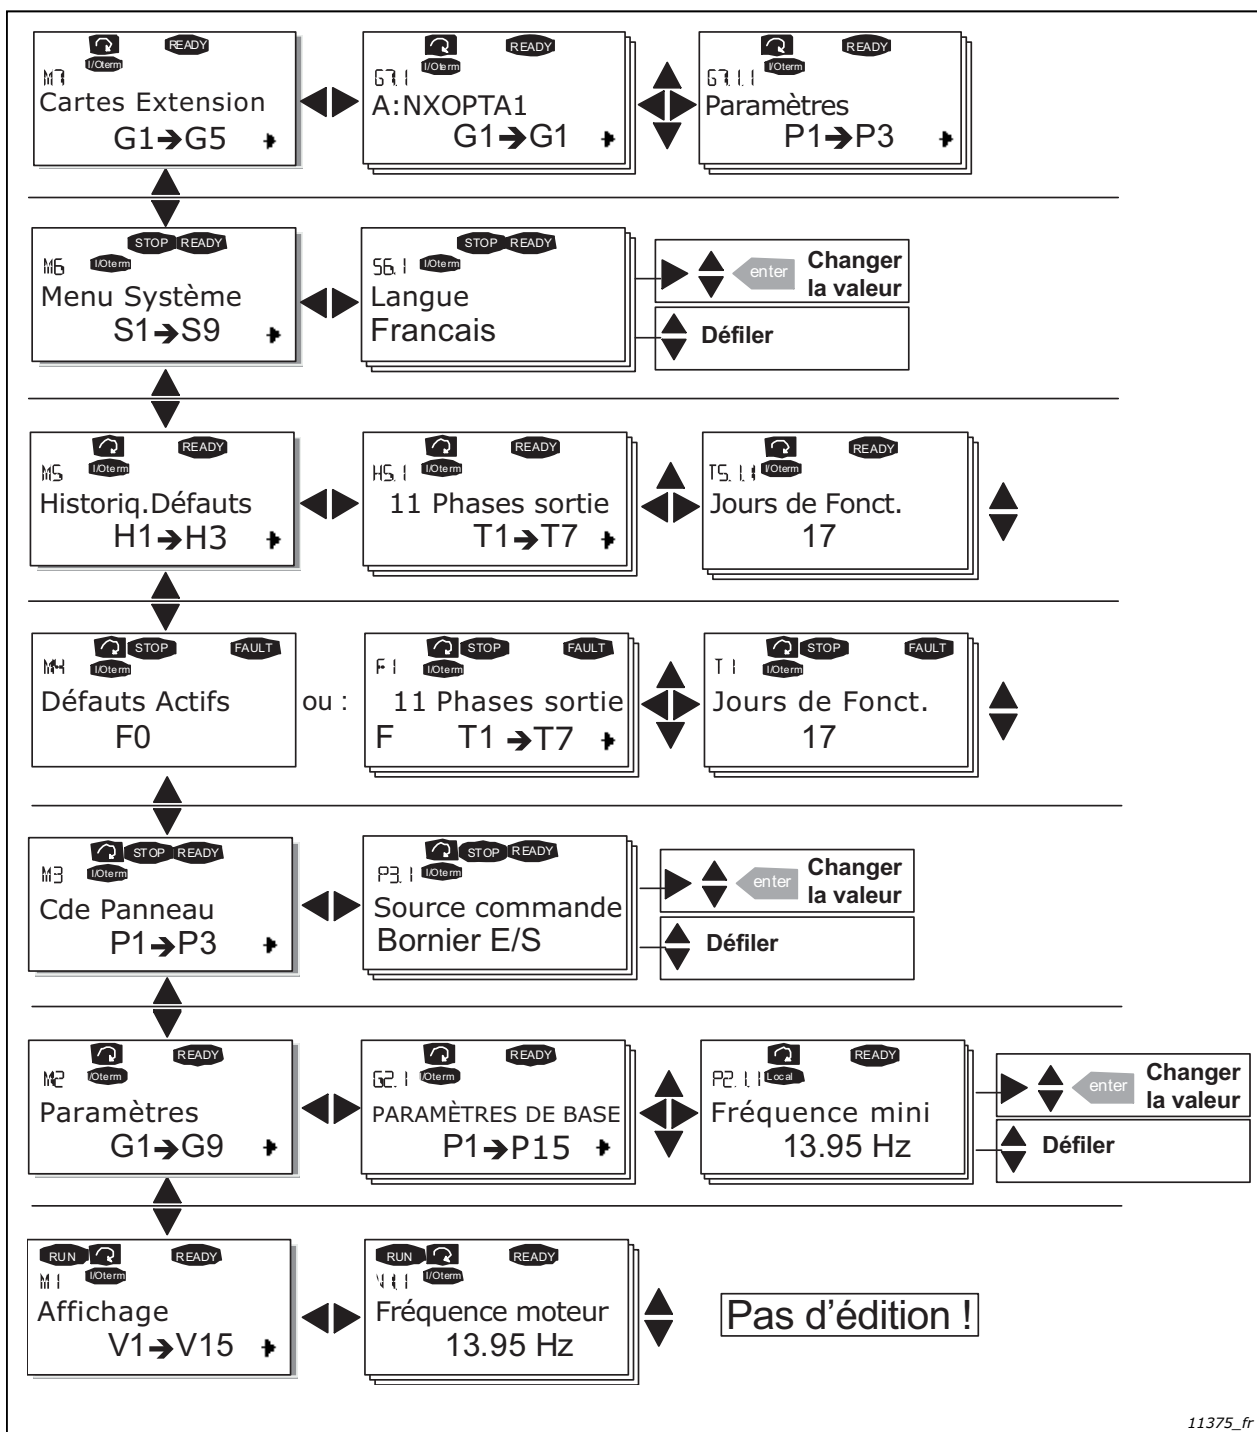 READY
I/Oterm
M7
Cartes Extension
G1➔G5
READY
I/Oterm
G7.1
A:NXOPTA1
G1➔G1
READY
I/Oterm
G7.1.1
Paramètres
P1➔P3
STOP READY
M6 I/Oterm
Menu Système
S1➔S9
STOP READY
S6.1 I/Oterm
Langue
Francais
enter
Changer
la valeur
Défiler
READY
M5 I/Oterm
Historiq.Défauts
H1➔H3
READY
H5.1 I/Oterm
11 Phases sortie
T1➔T7
READY
T5.1.1 I/Oterm
Jours de Fonct.
17
STOP FAULT
M4 I/Oterm
Défauts Actifs
F0
ou :
STOP FAULT
F1 I/Oterm
11 Phases sortie
F T1 ➔T7
STOP FAULT
T1 I/Oterm
Jours de Fonct.
17
STOP READY
M3 I/Oterm
Cde Panneau
P1➔P3
STOP READY
P3.1 I/Oterm
Source commande
Bornier E/S
enter
Changer
la valeur
Défiler
READY
M2 I/Oterm
Paramètres
G1➔G9
READY
G2.1 I/Oterm
PARAMÈTRES DE BASE
P1➔P15
READY
P2.1.1 Local
Fréquence mini
13.95 Hz
enter
Changer
la valeur
Défiler
RUN READY
M1 I/Oterm
Affichage
V1➔V15
RUN READY
V1.1 I/Oterm
Fréquence moteur
13.95 Hz
Pas d’édition !
11375_fr